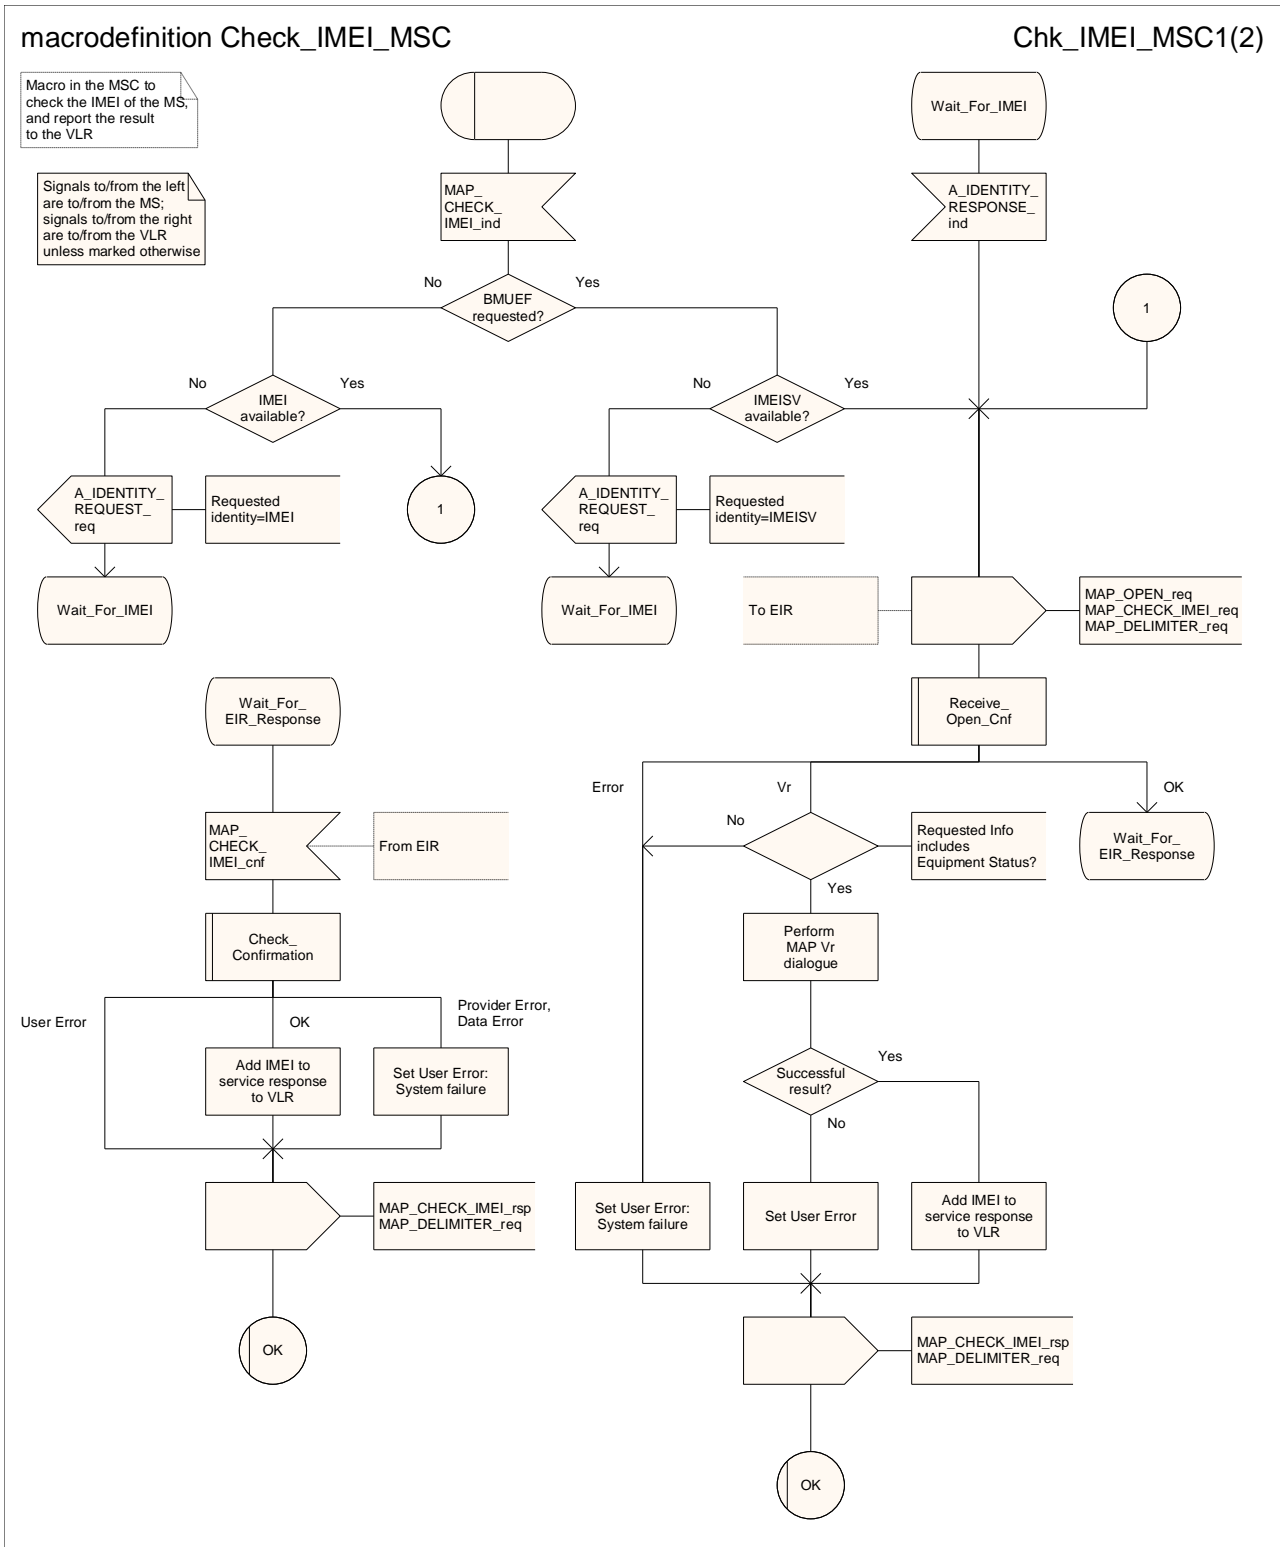 macrodefinition Check_IMEI_MSC
Chk_IMEI_MSC1(2)
Macro in the MSC to
check the IMEI of the MS,
and report the result
to the VLR
Signals to/from the left
are to/from the MS;
signals to/from the right
are to/from the VLR
unless marked otherwise
MAP_
CHECK_
IMEI_ind
Wait_For_IMEI
A_IDENTITY_
RESPONSE_
ind
No
Yes
BMUEF
requested?
1
No
Yes
IMEI
available?
No
Yes
IMEISV
available?
A_IDENTITY_
REQUEST_
req
Requested
identity=IMEI
1
A_IDENTITY_
REQUEST_
req
Requested
identity=IMEISV
Wait_For_IMEI
Wait_For_IMEI
To EIR
MAP_OPEN_req
MAP_CHECK_IMEI_req
MAP_DELIMITER_req
Wait_For_
EIR_Response
Receive_
Open_Cnf
Error
Vr
OK
MAP_
CHECK_
IMEI_cnf
From EIR
No
Yes
Requested Info
includes
Equipment Status?
Wait_For_
EIR_Response
Check_
Confirmation
Perform
MAP Vr
dialogue
User Error
OK
Provider Error,
Data Error
Add IMEI to
service response
to VLR
Set User Error:
System failure
Successful
result?
Yes
No
MAP_CHECK_IMEI_rsp
MAP_DELIMITER_req
Set User Error:
System failure
Set User Error
Add IMEI to
service response
to VLR
OK
MAP_CHECK_IMEI_rsp
MAP_DELIMITER_req
OK